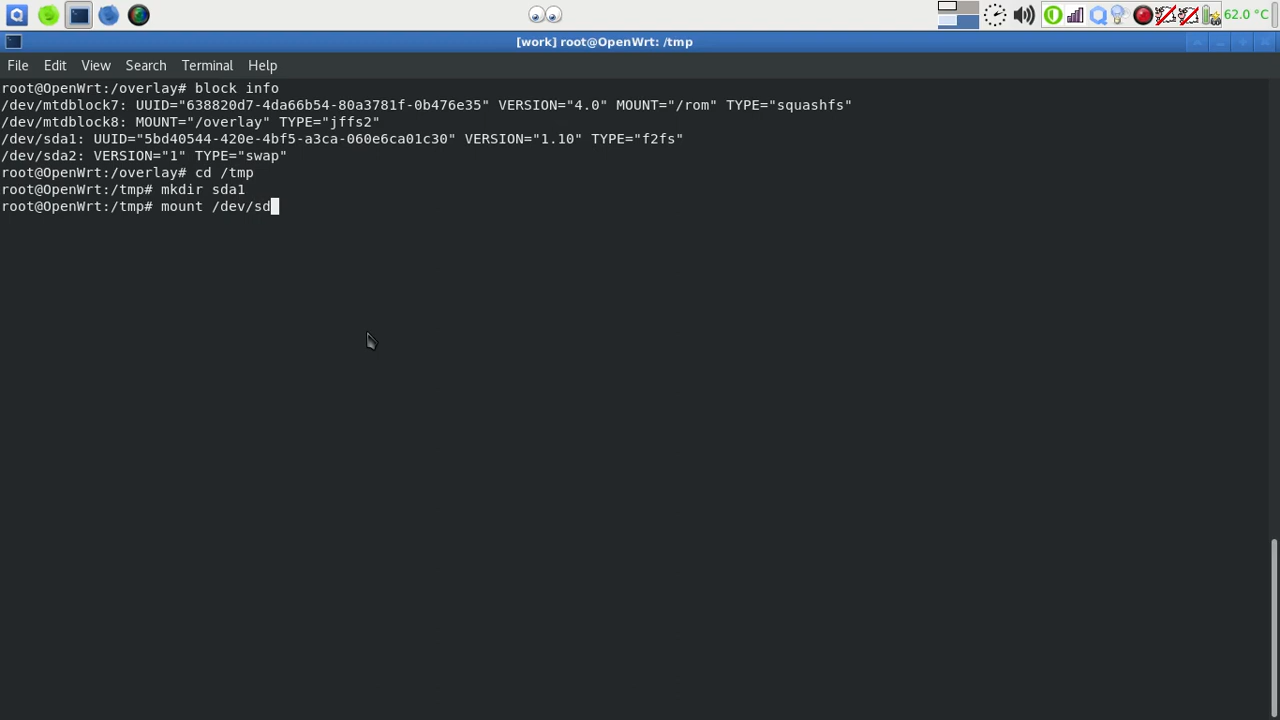 62.0 °C
[work] root@OpenWrt: /tmp
File Edit View Search Help
root@OpenWrt:/overlay# block info
/dev/mtdblock7: UUID="638820d7-4da66b54-80a3781f-0b476e35" VERSION="4.0" MOUNT="/rom" TYPE="squashfs"
/dev/mtdblock8: MOUNT="/overlay" TYPE="jffs2"
/dev/sda1: UUID="5bd40544-420e-4bf5-a3ca-060e6ca01c30" VERSION="1.10" TYPE="f2fs"
/dev/sda2: VERSION="1" TYPE="swap"
root@OpenWrt:/overlay# cd /tmp
root@OpenWrt:/tmp# mkdir sda1
root@OpenWrt:/tmp# mount /dev/sd